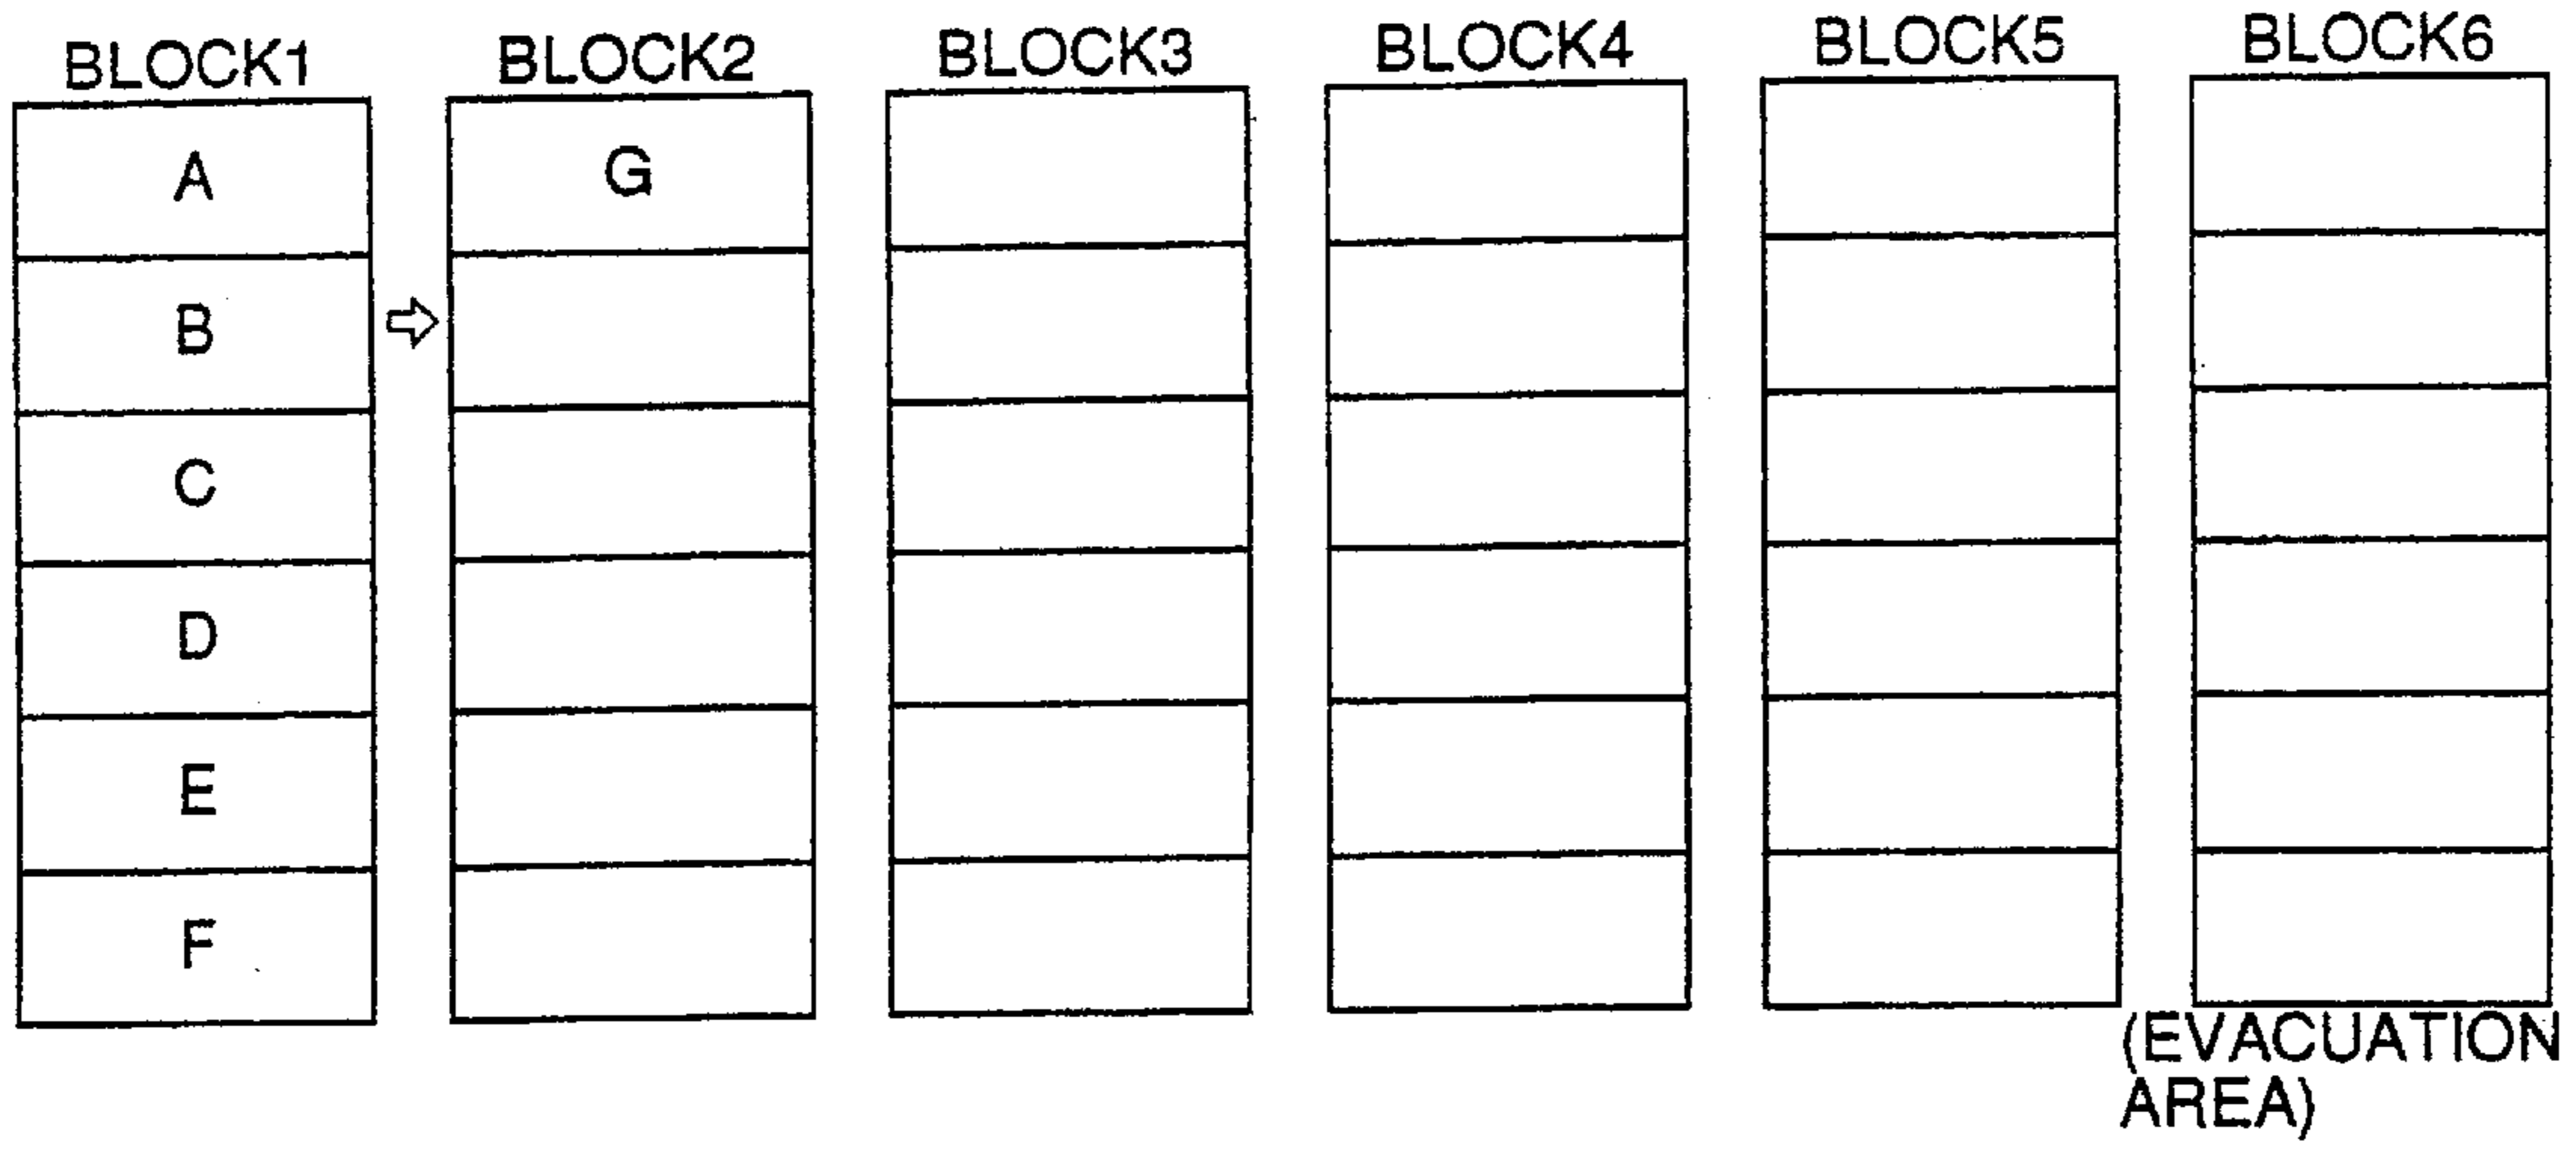 BLOCK1 BLOCK2 BLOCK3 BLOCK4 BLOCK5 BLOCK6
A G
B
C
D
E
F
(EVACUATION
AREA)